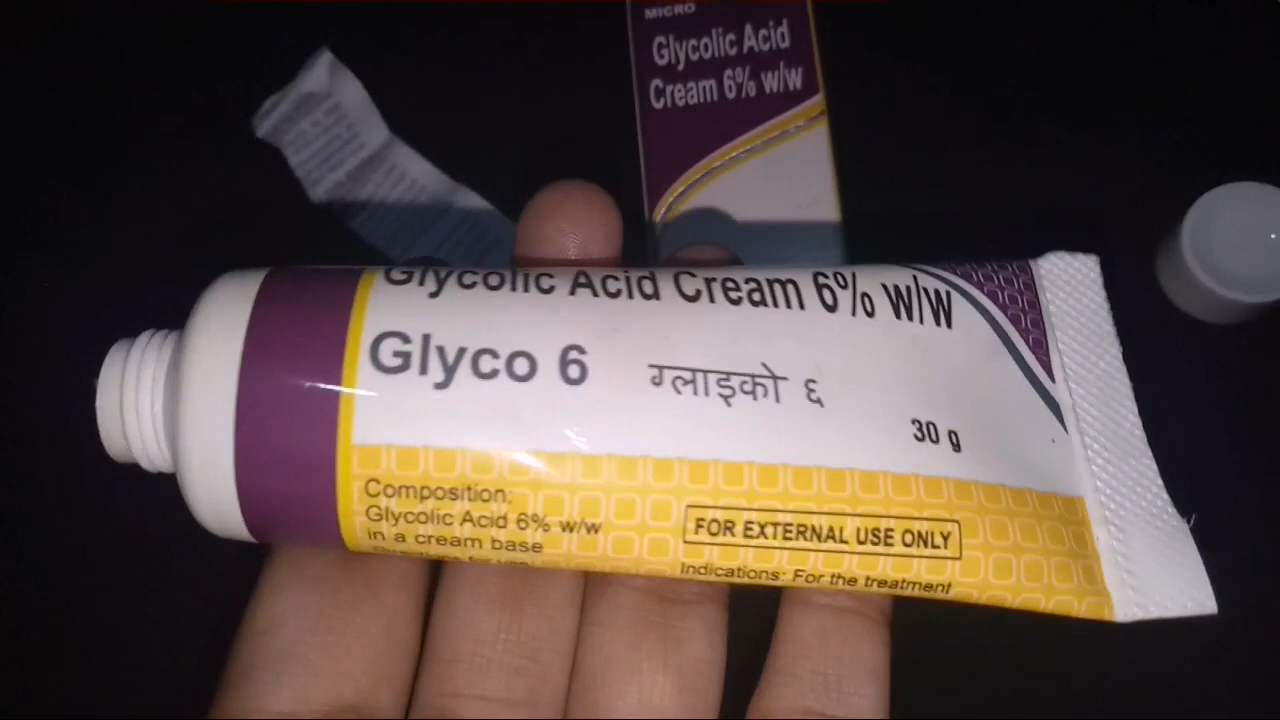 MICRO
Glycolic Acid
Cream 6% w/w
Glycolic Acid Cream 6% w/w
Glyco 6
ग्लाइको ६
30 g
Composition:
Glycolic Acid 6% w/w
in a cream base
FOR EXTERNAL USE ONLY
Indications: For the treatment